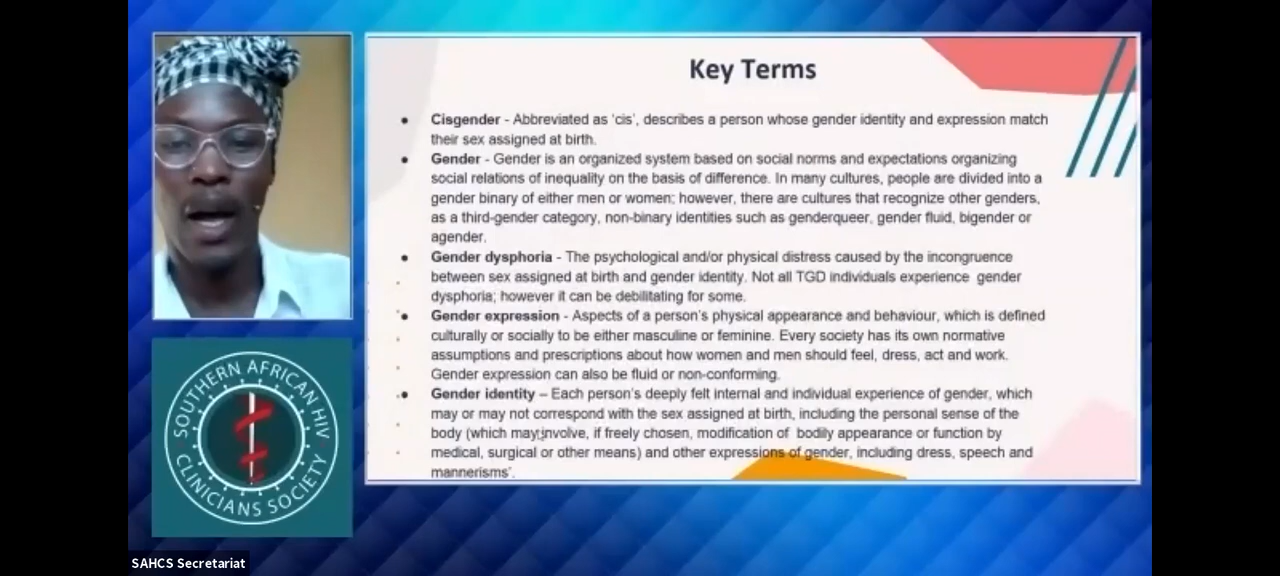 Key Terms
Cisgender - Abbreviated as 'cis', describes a person whose gender identity and expression match
their sex assigned at birth.
Gender - Gender is an organized system based on social norms and expectations organizing
social relations of inequality on the basis of difference. In many cultures, people are divided into a
gender binary of either men or women; however, there are cultures that recognize other genders,
as a third-gender category, non-binary identities such as genderqueer, gender fluid, bigender or
agender.
Gender dysphoria - The psychological and/or physical distress caused by the incongruence
between sex assigned at birth and gender identity. Not all TGD individuals experience gender
dysphoria; however it can be debilitating for some.
Gender expression - Aspects of a person's physical appearance and behaviour, which is defined
culturally or socially to be either masculine or feminine. Every society has its own normative
assumptions and prescriptions about how women and men should feel, dress, act and work.
Gender expression can also be fluid or non-conforming.
Gender identity – Each person's deeply felt internal and individual experience of gender, which
may or may not correspond with the sex assigned at birth, including the personal sense of the
body (which may involve, if freely chosen, modification of bodily appearance or function by
medical, surgical or other means) and other expressions of gender, including dress, speech and
mannerisms'.
SOUTHERN AFRICAN HIV
CLINICIANS SOCIETY
SAHCS Secretariat